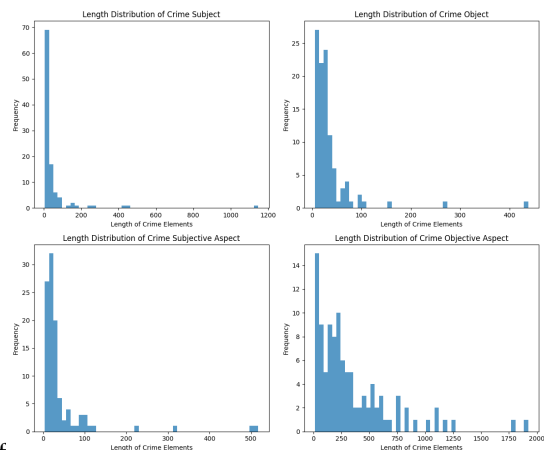 Length Distribution of Crime Subject
Frequency
70
60
50
40
30
20
10
0
0 200 400 600 800 1000 1200
Length of Crime Elements
Length Distribution of Crime Object
Frequency
25
20
15
10
5
0
0 100 200 300 400
Length of Crime Elements
Length Distribution of Crime Subjective Aspect
Frequency
30
25
20
15
10
5
0
0 100 200 300 400 500
Length of Crime Elements
Length Distribution of Crime Objective Aspect
Frequency
14
12
10
8
6
4
2
0
0 250 500 750 1000 1250 1500 1750 2000
Length of Crime Elements